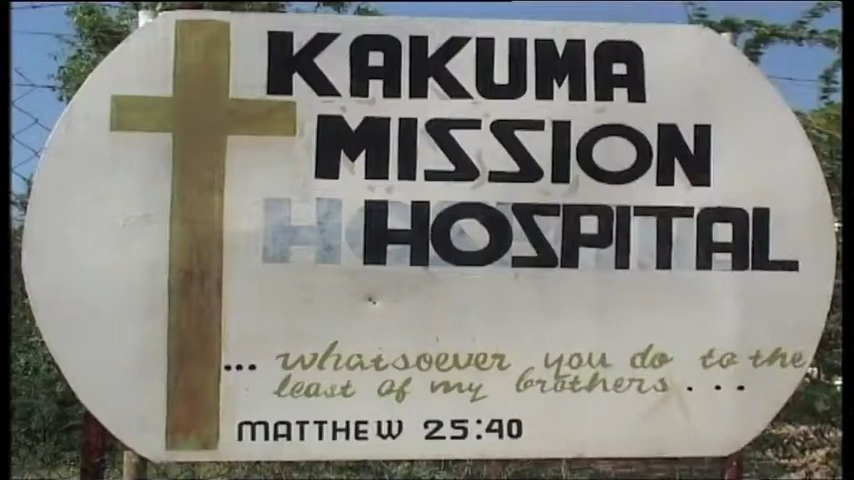 KAKUMA
MISSION
HOSPITAL
... whatsoever you do to the
least of my brothers....
MATTHEW 25:40